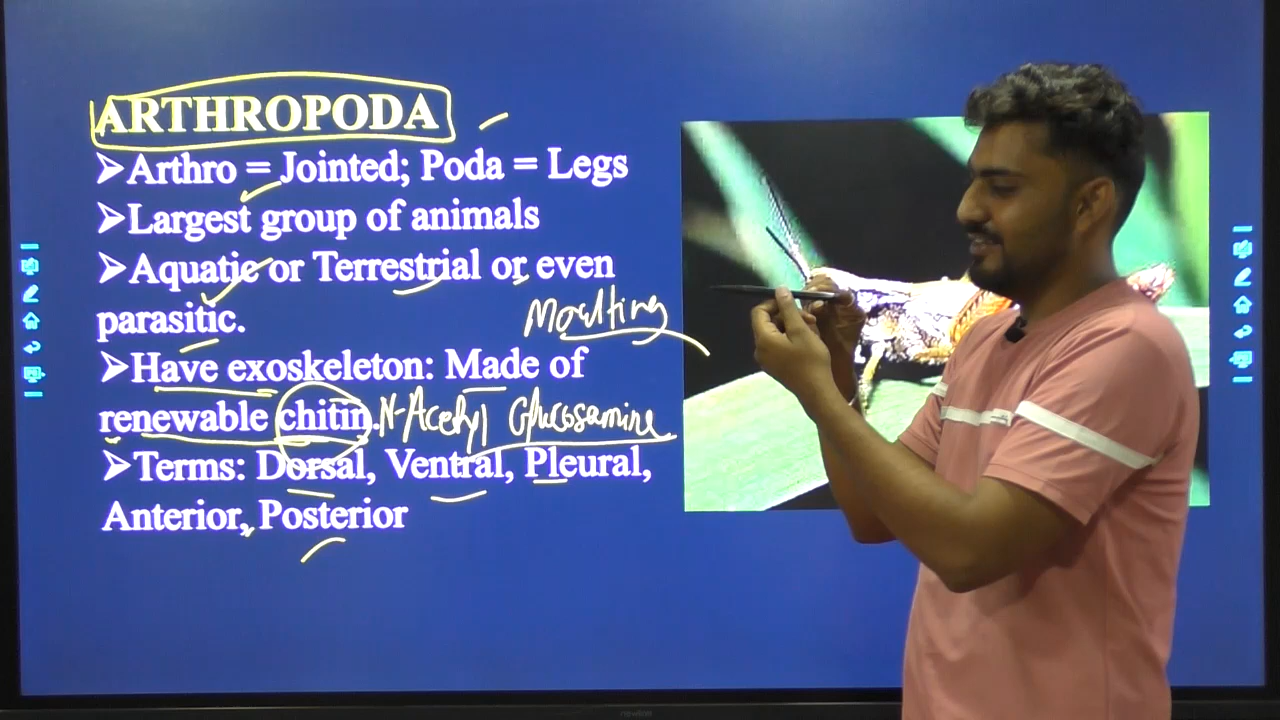 ARTHROPODA
➤Arthro = Jointed; Poda = Legs
➤Largest group of animals
➤Aquatic or Terrestrial or even
parasitic.
Moulting
➤Have exoskeleton: Made of
renewable chitin. N-Acetyl Glucosamine
➤Terms: Dorsal, Ventral, Pleural,
Anterior, Posterior